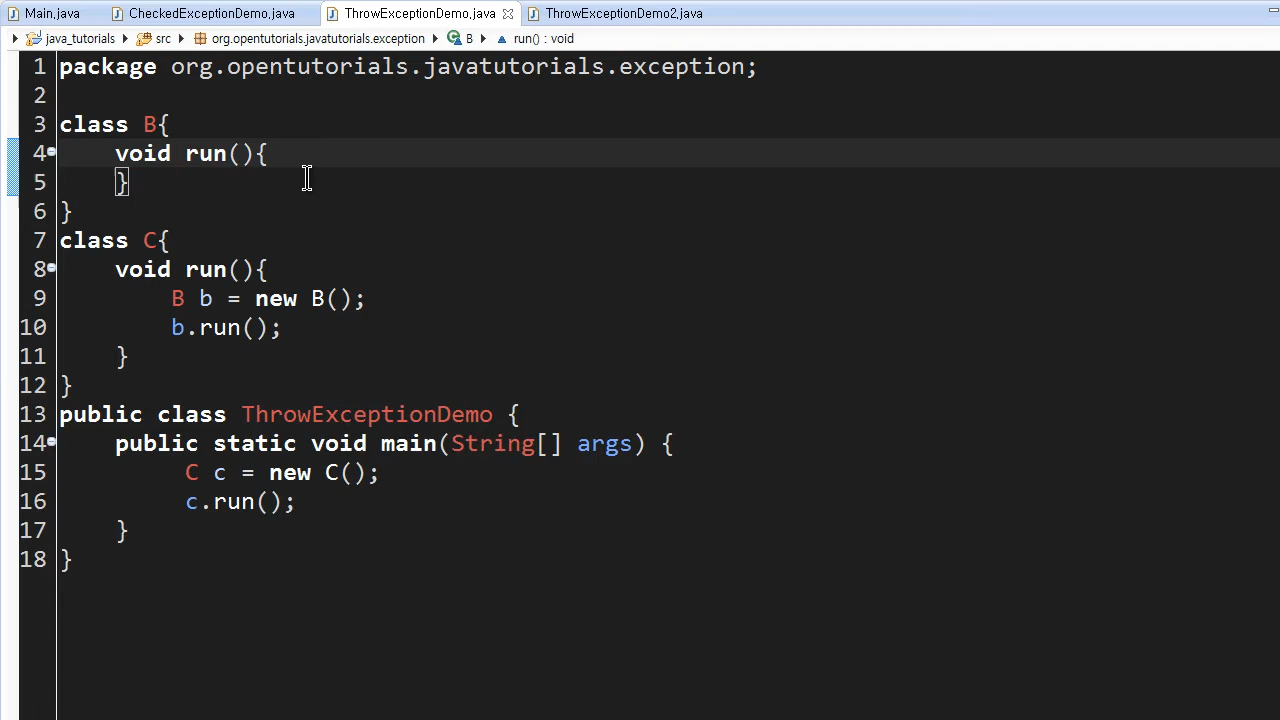 Main.java CheckedExceptionDemo.java ThrowExceptionDemo.java ThrowExceptionDemo2.java
java_tutorials src org.opentutorials.javatutorials.exception B run() : void
1 package org.opentutorials.javatutorials.exception;
2
3 class B{
4 void run(){
5 }
6 }
7 class C{
8 void run(){
9 B b = new B();
10 b.run();
11 }
12 }
13 public class ThrowExceptionDemo {
14 public static void main(String[] args) {
15 C c = new C();
16 c.run();
17 }
18 }